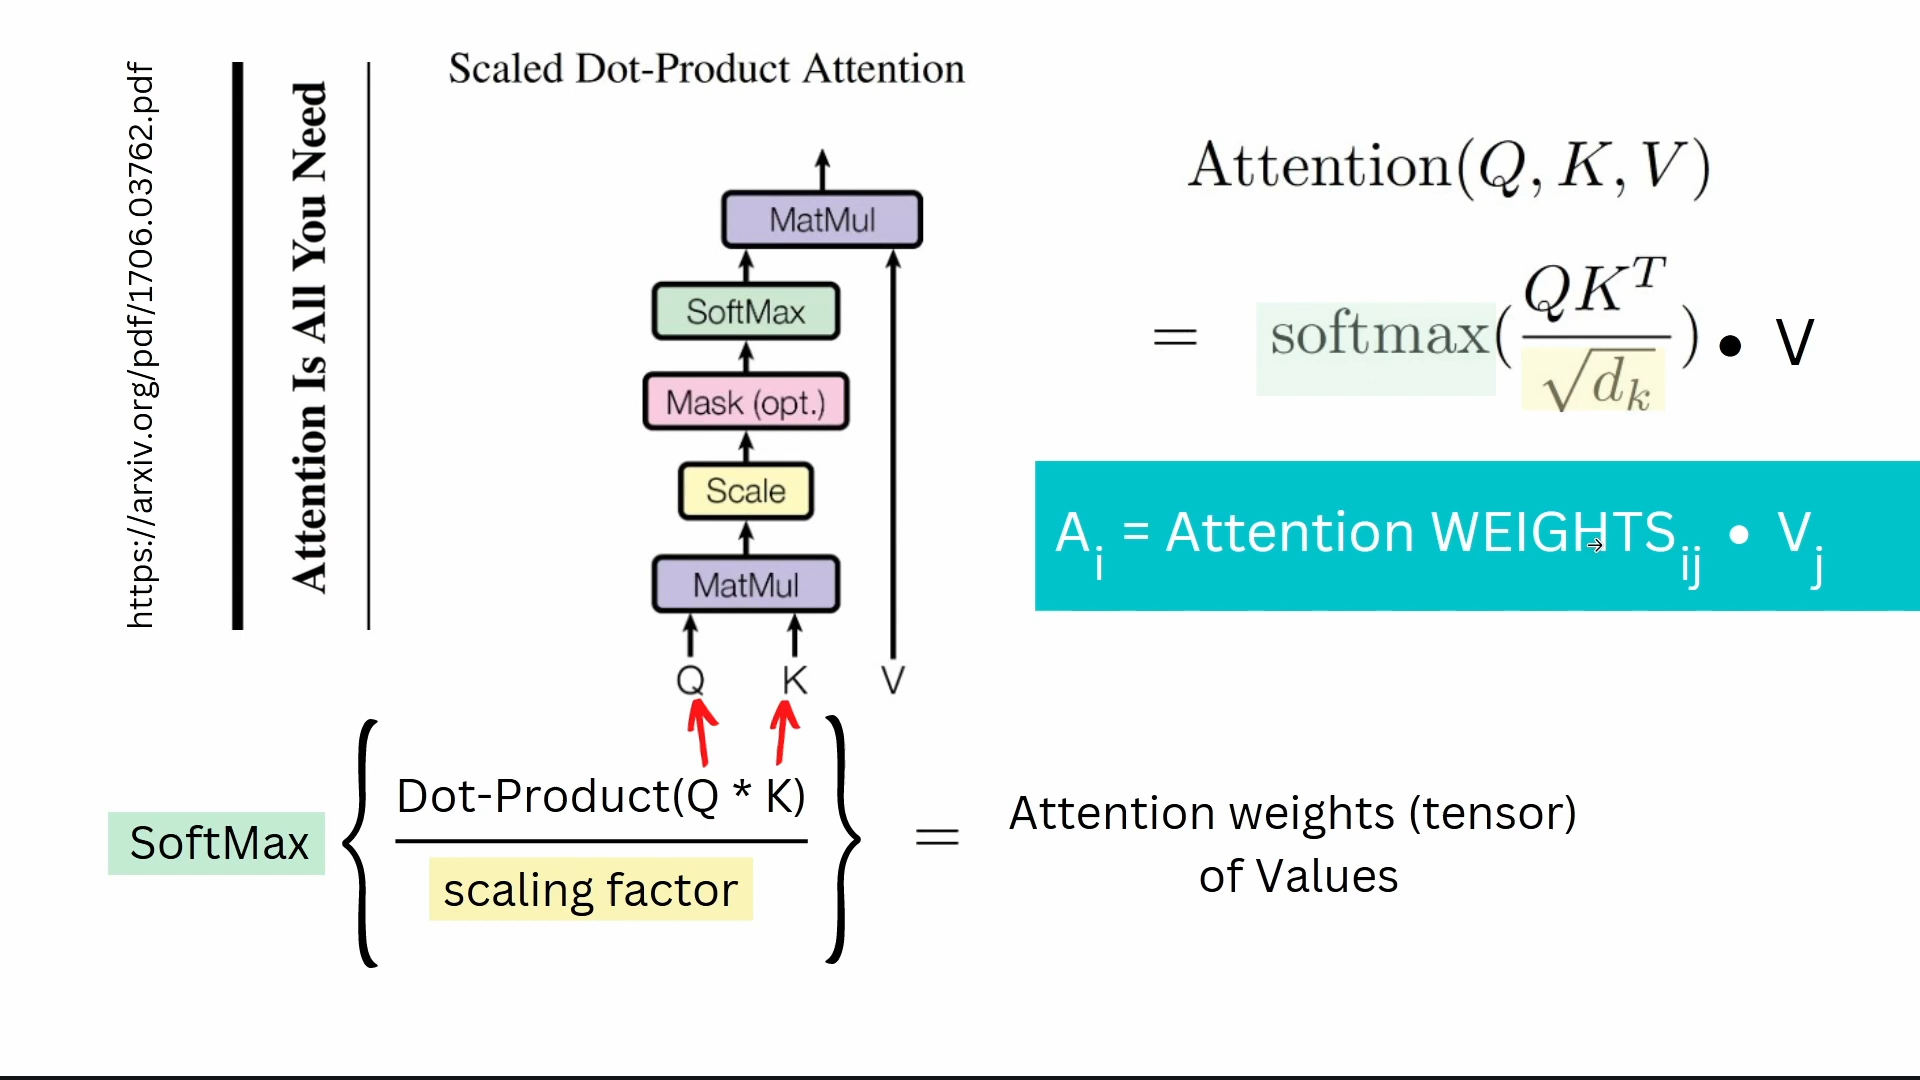 https://arxiv.org/pdf/1706.03762.pdf
Attention Is All You Need
Scaled Dot-Product Attention
MatMul
SoftMax
Mask (opt.)
Scale
MatMul
Q K V
Attention(Q, K, V)
= softmax(QK^T / √d_k) • V
A_i = Attention WEIGHTS_ij • V_j
SoftMax { Dot-Product(Q * K) / scaling factor } =
Attention weights (tensor)
of Values